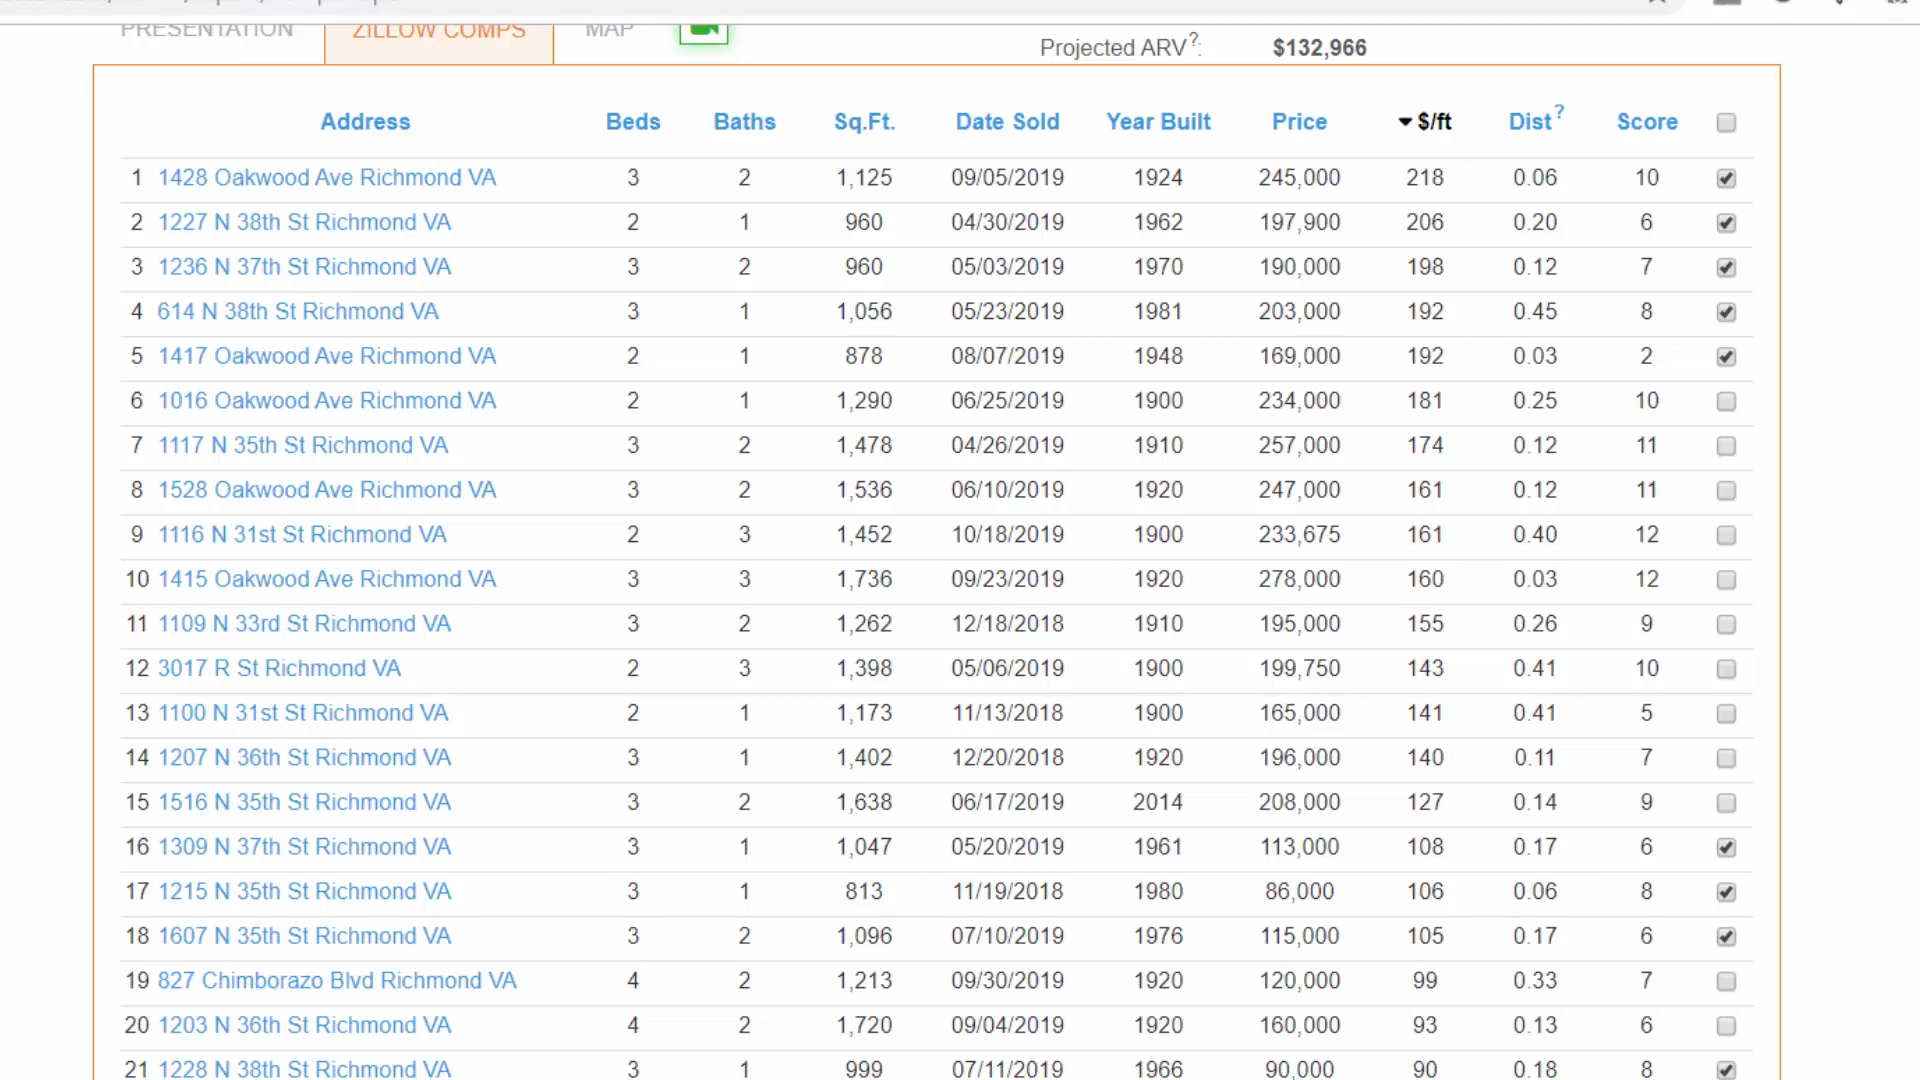 PRESENTATION ZILLOW COMPS MAP
Projected ARV?: $132,966
Address Beds Baths Sq.Ft. Date Sold Year Built Price $/ft Dist? Score
1 1428 Oakwood Ave Richmond VA 3 2 1,125 09/05/2019 1924 245,000 218 0.06 10
2 1227 N 38th St Richmond VA 2 1 960 04/30/2019 1962 197,900 206 0.20 6
3 1236 N 37th St Richmond VA 3 2 960 05/03/2019 1970 190,000 198 0.12 7
4 614 N 38th St Richmond VA 3 1 1,056 05/23/2019 1981 203,000 192 0.45 8
5 1417 Oakwood Ave Richmond VA 2 1 878 08/07/2019 1948 169,000 192 0.03 2
6 1016 Oakwood Ave Richmond VA 2 1 1,290 06/25/2019 1900 234,000 181 0.25 10
7 1117 N 35th St Richmond VA 3 2 1,478 04/26/2019 1910 257,000 174 0.12 11
8 1528 Oakwood Ave Richmond VA 3 2 1,536 06/10/2019 1920 247,000 161 0.12 11
9 1116 N 31st St Richmond VA 2 3 1,452 10/18/2019 1900 233,675 161 0.40 12
10 1415 Oakwood Ave Richmond VA 3 3 1,736 09/23/2019 1920 278,000 160 0.03 12
11 1109 N 33rd St Richmond VA 3 2 1,262 12/18/2018 1910 195,000 155 0.26 9
12 3017 R St Richmond VA 2 3 1,398 05/06/2019 1900 199,750 143 0.41 10
13 1100 N 31st St Richmond VA 2 1 1,173 11/13/2018 1900 165,000 141 0.41 5
14 1207 N 36th St Richmond VA 3 1 1,402 12/20/2018 1920 196,000 140 0.11 7
15 1516 N 35th St Richmond VA 3 2 1,638 06/17/2019 2014 208,000 127 0.14 9
16 1309 N 37th St Richmond VA 3 1 1,047 05/20/2019 1961 113,000 108 0.17 6
17 1215 N 35th St Richmond VA 3 1 813 11/19/2018 1980 86,000 106 0.06 8
18 1607 N 35th St Richmond VA 3 2 1,096 07/10/2019 1976 115,000 105 0.17 6
19 827 Chimborazo Blvd Richmond VA 4 2 1,213 09/30/2019 1920 120,000 99 0.33 7
20 1203 N 36th St Richmond VA 4 2 1,720 09/04/2019 1920 160,000 93 0.13 6
21 1228 N 38th St Richmond VA 3 1 999 07/11/2019 1966 90,000 90 0.18 8